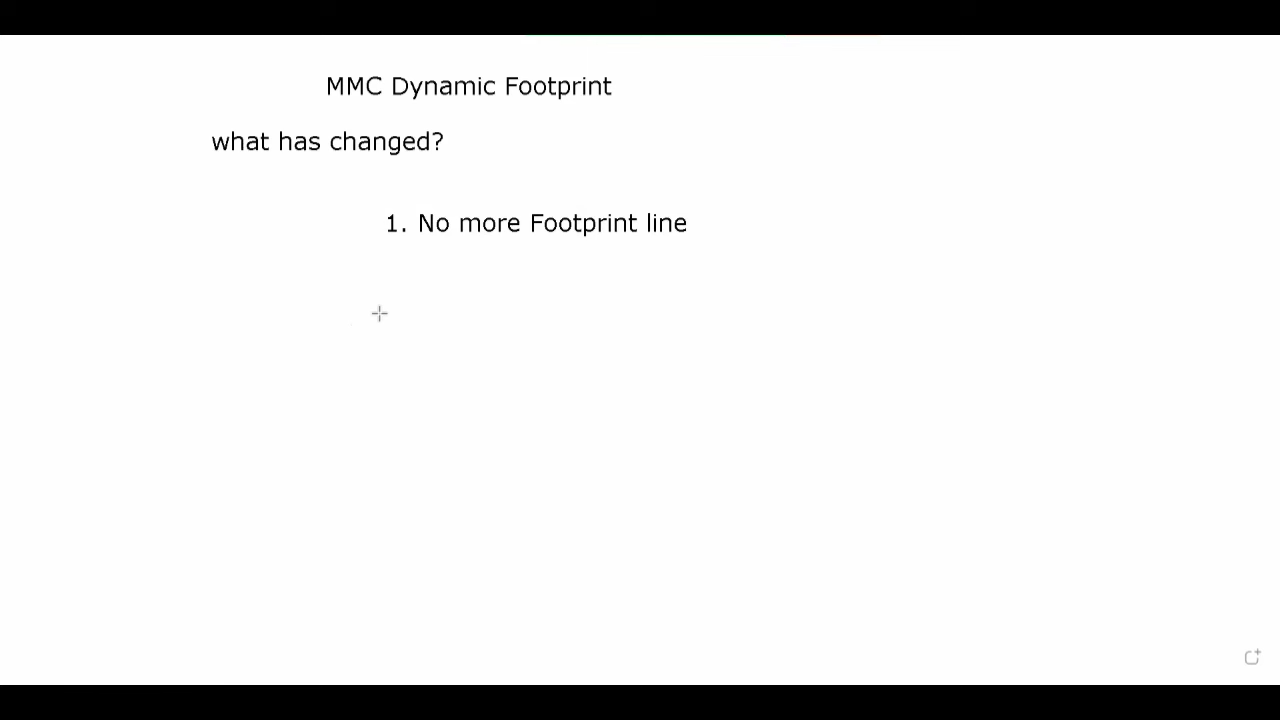 MMC Dynamic Footprint
what has changed?
1. No more Footprint line